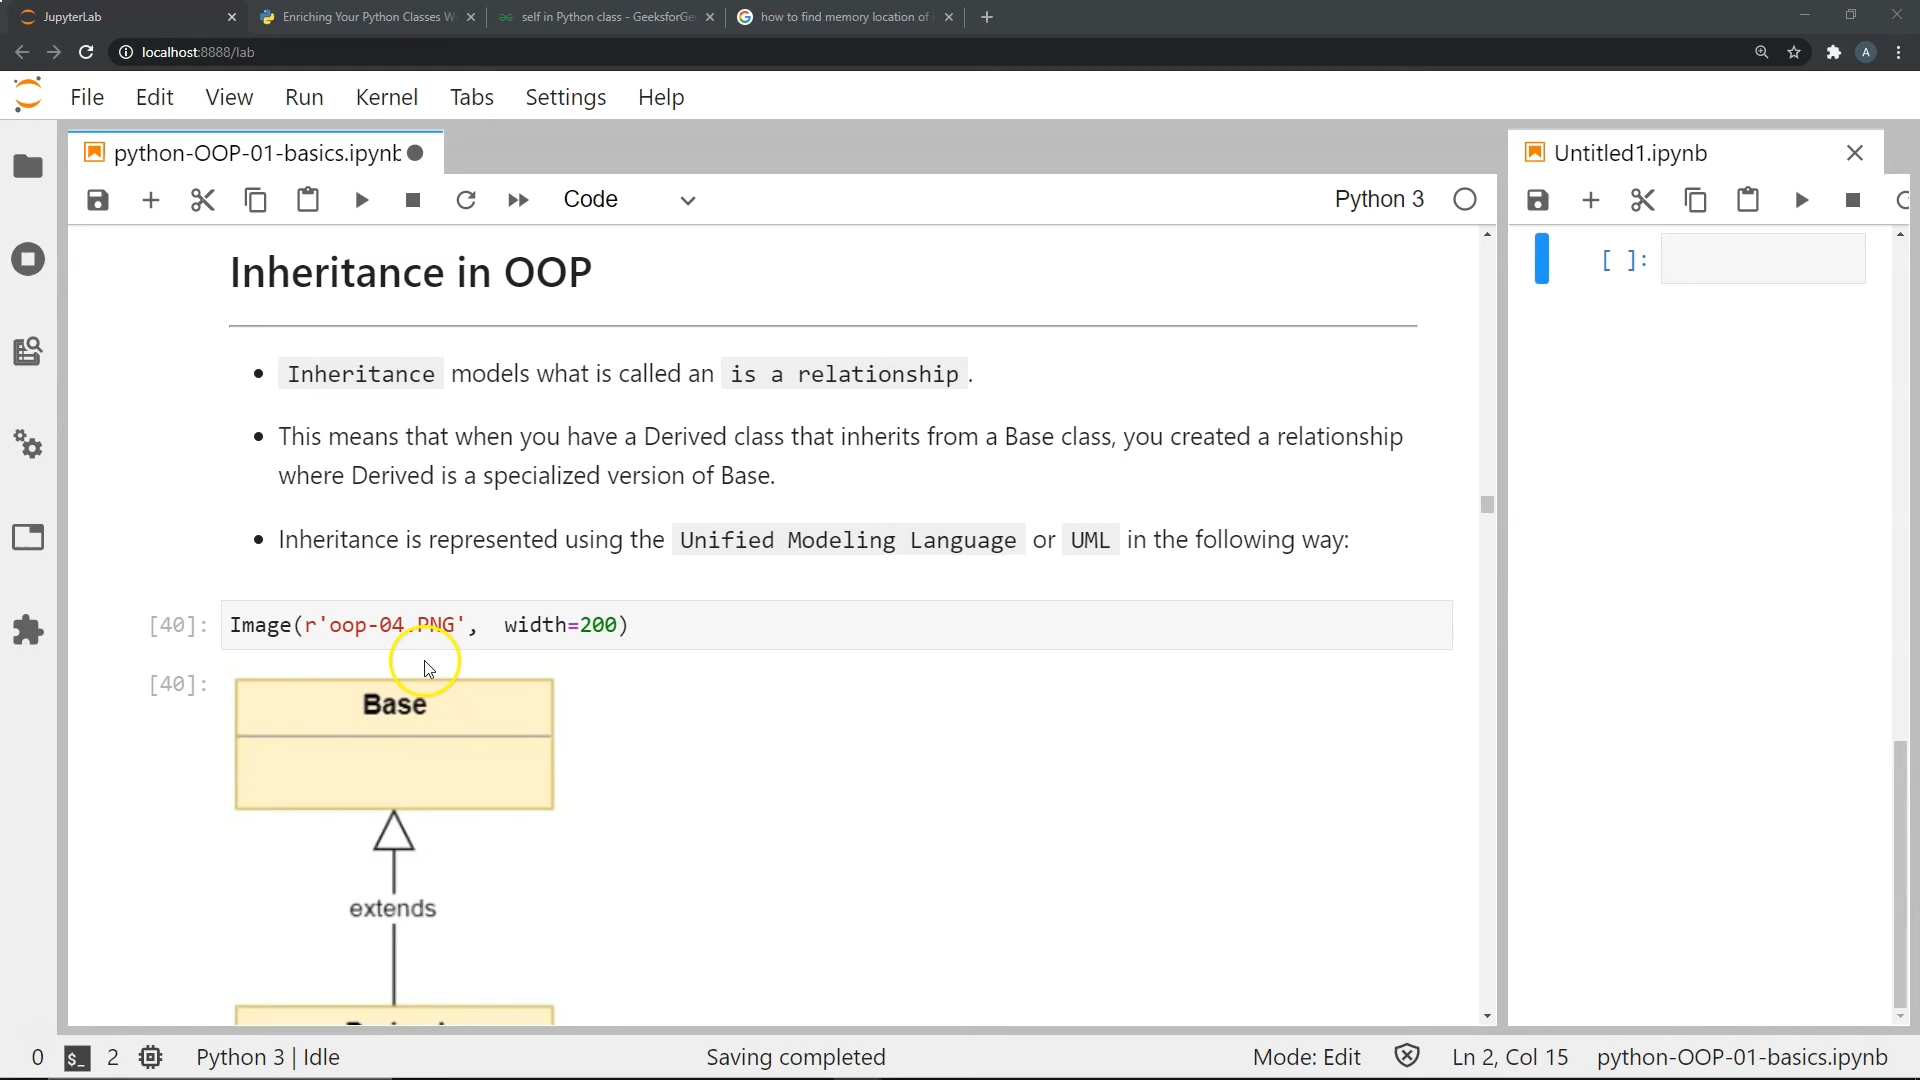 JupyterLab
Enriching Your Python Classes W
self in Python class - GeeksforGe
how to find memory location of
localhost:8888/lab
A
File Edit View Run Kernel Tabs Settings Help
python-OOP-01-basics.ipynb
Untitled1.ipynb
Code
Python 3
[ ]:
Inheritance in OOP
Inheritance models what is called an is a relationship .
This means that when you have a Derived class that inherits from a Base class, you created a relationship
where Derived is a specialized version of Base.
Inheritance is represented using the Unified Modeling Language or UML in the following way:
[40]: Image(r'oop-04.PNG', width=200)
[40]:
Base
extends
0 $_ 2 Python 3 | Idle Saving completed Mode: Edit Ln 2, Col 15 python-OOP-01-basics.ipynb